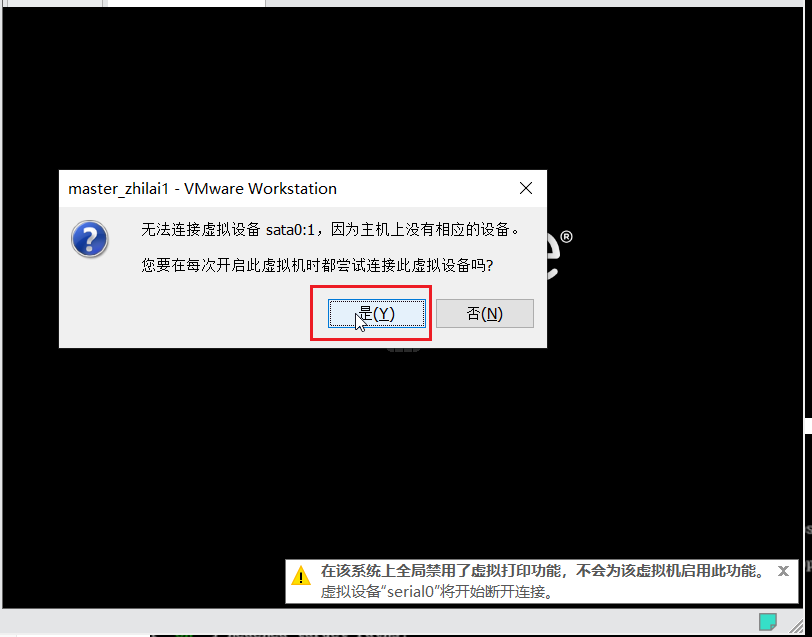 master_zhilai1 - VMware Workstation
无法连接虚拟设备 sata0:1，因为主机上没有相应的设备。
您要在每次开启此虚拟机时都尝试连接此虚拟设备吗?
是(Y)
否(N)
e®
在该系统上全局禁用了虚拟打印功能，不会为该虚拟机启用此功能。
虚拟设备“serial0”将开始断开连接。